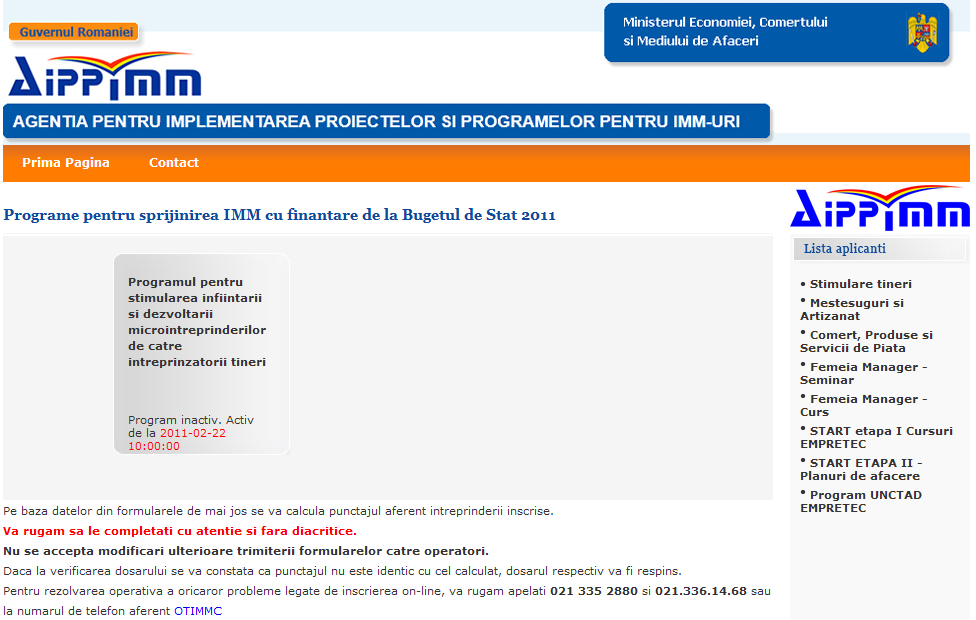 Guvernul Romaniei
Ministerul Economiei, Comertului
si Mediului de Afaceri
AIPPIMM
AGENTIA PENTRU IMPLEMENTAREA PROIECTELOR SI PROGRAMELOR PENTRU IMM-URI
Prima Pagina
Contact
Programe pentru sprijinirea IMM cu finantare de la Bugetul de Stat 2011
Programul pentru
stimularea infiintarii
si dezvoltarii
microintreprinderilor
de catre
intreprinzatorii tineri
Program inactiv. Activ
de la 2011-02-22
10:00:00
Pe baza datelor din formularele de mai jos se va calcula punctajul aferent intreprinderii inscrise.
Va rugam sa le completati cu atentie si fara diacritice.
Nu se accepta modificari ulterioare trimiterii formularelor catre operatori.
Daca la verificarea dosarului se va constata ca punctajul nu este identic cu cel calculat, dosarul respectiv va fi respins.
Pentru rezolvarea operativa a oricaror probleme legate de inscrierea on-line, va rugam apelati 021 335 2880 si 021.336.14.68 sau
la numarul de telefon aferent OTIMMC
AIPPIMM
Lista aplicanti
• Stimulare tineri
• Mestesuguri si
Artizanat
• Comert, Produse si
Servicii de Piata
• Femeia Manager -
Seminar
• Femeia Manager -
Curs
• START etapa I Cursuri
EMPRETEC
• START ETAPA II -
Planuri de afacere
• Program UNCTAD
EMPRETEC